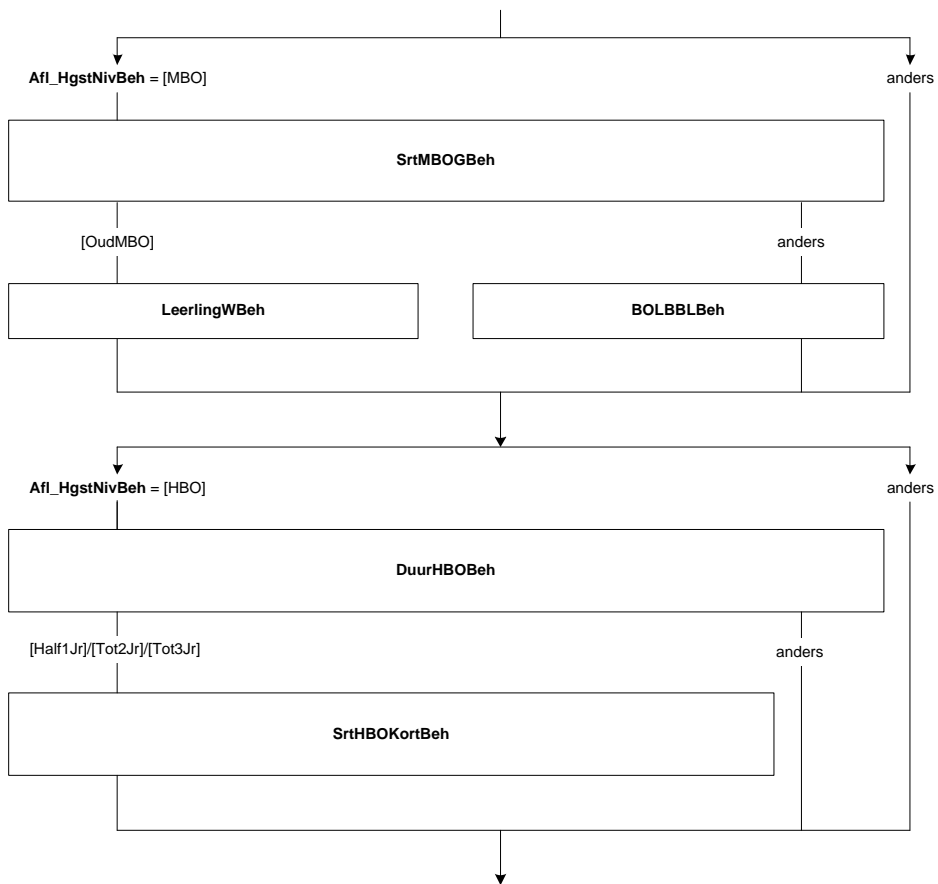 Afl_HgstNivBeh = [MBO]
anders
SrtMBOGBeh
[OudMBO]
anders
LeerlingWBeh
BOLBBLBeh
Afl_HgstNivBeh = [HBO]
anders
DuurHBOBeh
[Half1Jr]/[Tot2Jr]/[Tot3Jr]
anders
SrtHBOKortBeh